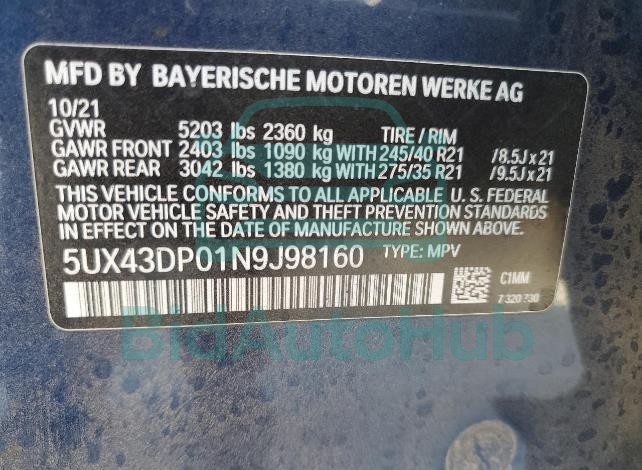 MFD BY BAYERISCHE MOTOREN WERKE AG
10/21
GVWR 5203 lbs 2360 kg TIRE / RIM
GAWR FRONT 2403 lbs 1090 kg WITH 245/40 R21 /8.5J x 21
GAWR REAR 3042 lbs 1380 kg WITH 275/35 R21 /9.5J x 21
THIS VEHICLE CONFORMS TO ALL APPLICABLE U. S. FEDERAL
MOTOR VEHICLE SAFETY AND THEFT PREVENTION STANDARDS
IN EFFECT ON THE DATE OF MANUFACTURE SHOWN ABOVE.
5UX43DP01N9J98160 TYPE: MPV
C1MM
7320730
BidAutoHub